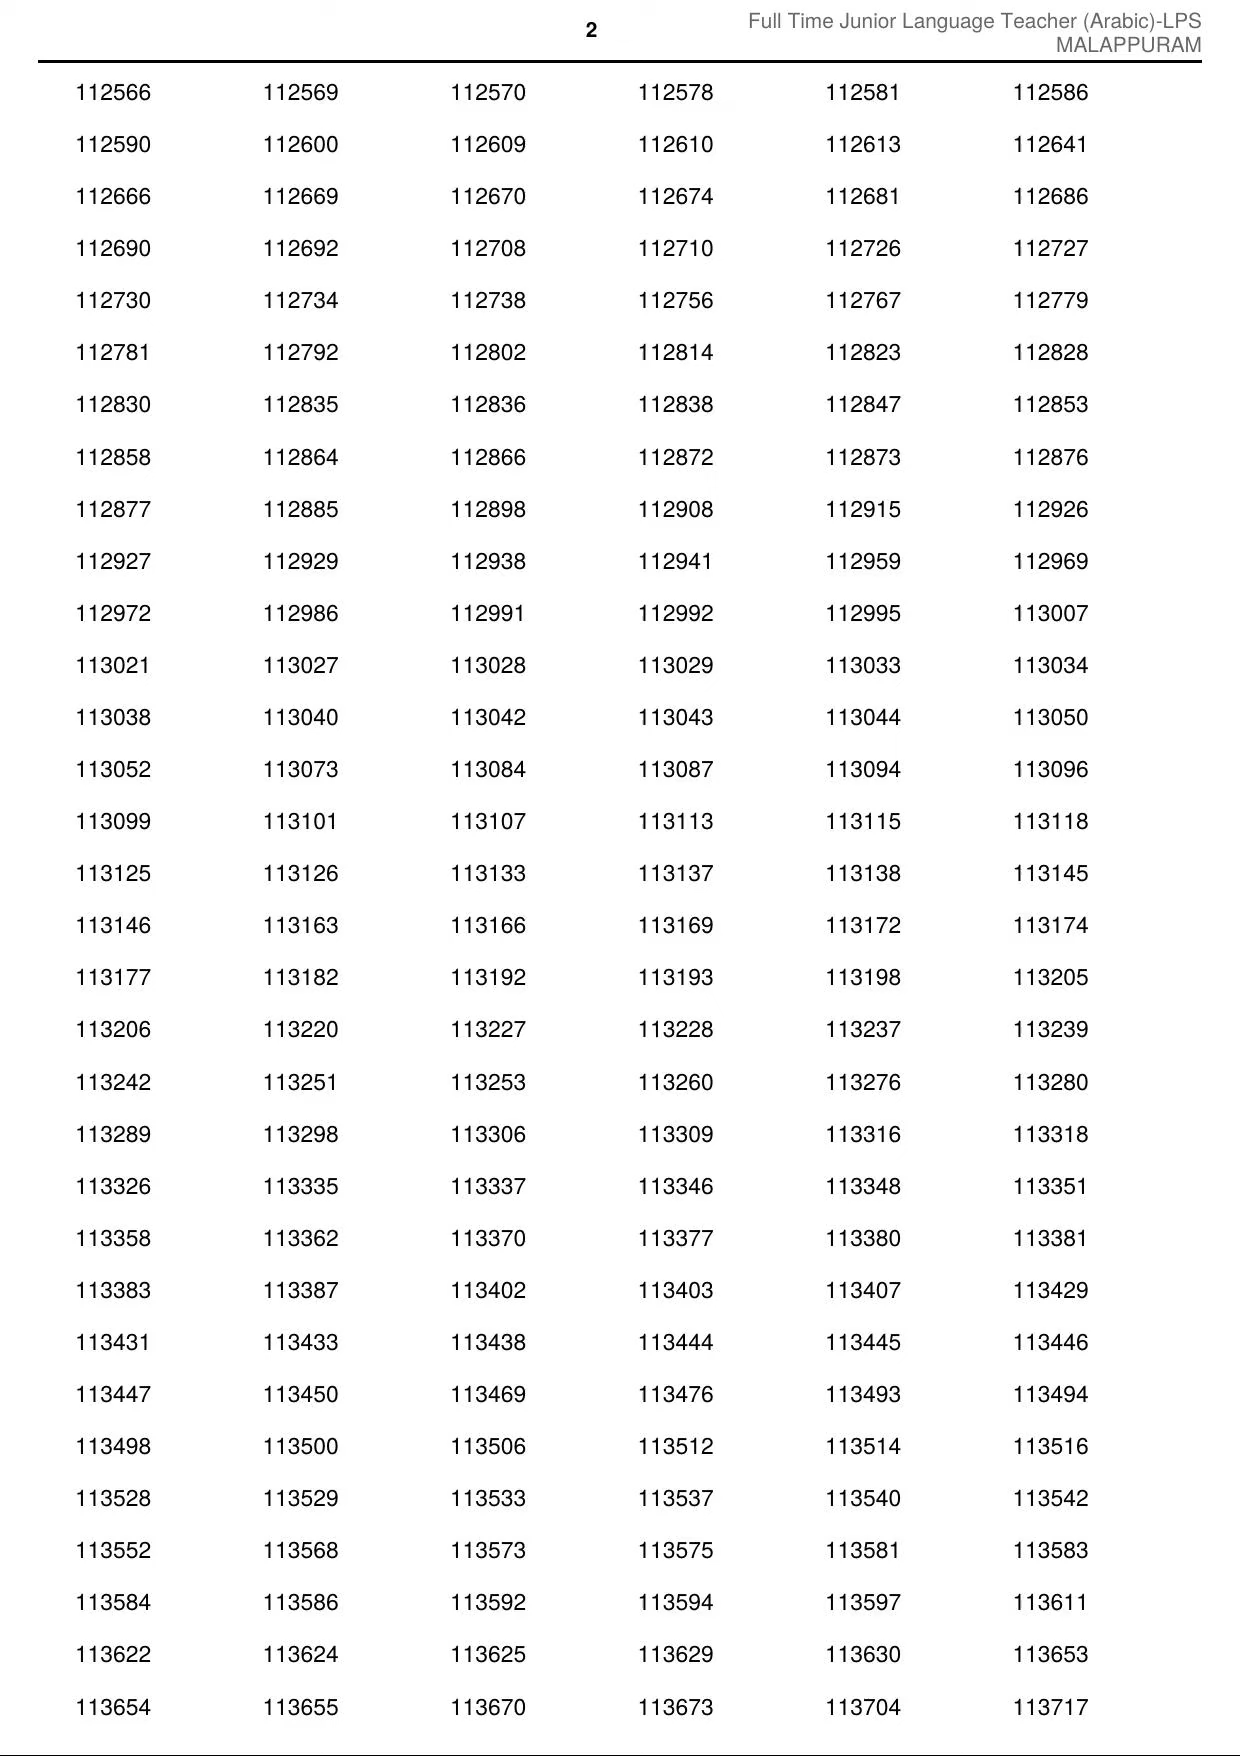 2
Full Time Junior Language Teacher (Arabic)-LPS
MALAPPURAM
112566 112569 112570 112578 112581 112586
112590 112600 112609 112610 112613 112641
112666 112669 112670 112674 112681 112686
112690 112692 112708 112710 112726 112727
112730 112734 112738 112756 112767 112779
112781 112792 112802 112814 112823 112828
112830 112835 112836 112838 112847 112853
112858 112864 112866 112872 112873 112876
112877 112885 112898 112908 112915 112926
112927 112929 112938 112941 112959 112969
112972 112986 112991 112992 112995 113007
113021 113027 113028 113029 113033 113034
113038 113040 113042 113043 113044 113050
113052 113073 113084 113087 113094 113096
113099 113101 113107 113113 113115 113118
113125 113126 113133 113137 113138 113145
113146 113163 113166 113169 113172 113174
113177 113182 113192 113193 113198 113205
113206 113220 113227 113228 113237 113239
113242 113251 113253 113260 113276 113280
113289 113298 113306 113309 113316 113318
113326 113335 113337 113346 113348 113351
113358 113362 113370 113377 113380 113381
113383 113387 113402 113403 113407 113429
113431 113433 113438 113444 113445 113446
113447 113450 113469 113476 113493 113494
113498 113500 113506 113512 113514 113516
113528 113529 113533 113537 113540 113542
113552 113568 113573 113575 113581 113583
113584 113586 113592 113594 113597 113611
113622 113624 113625 113629 113630 113653
113654 113655 113670 113673 113704 113717